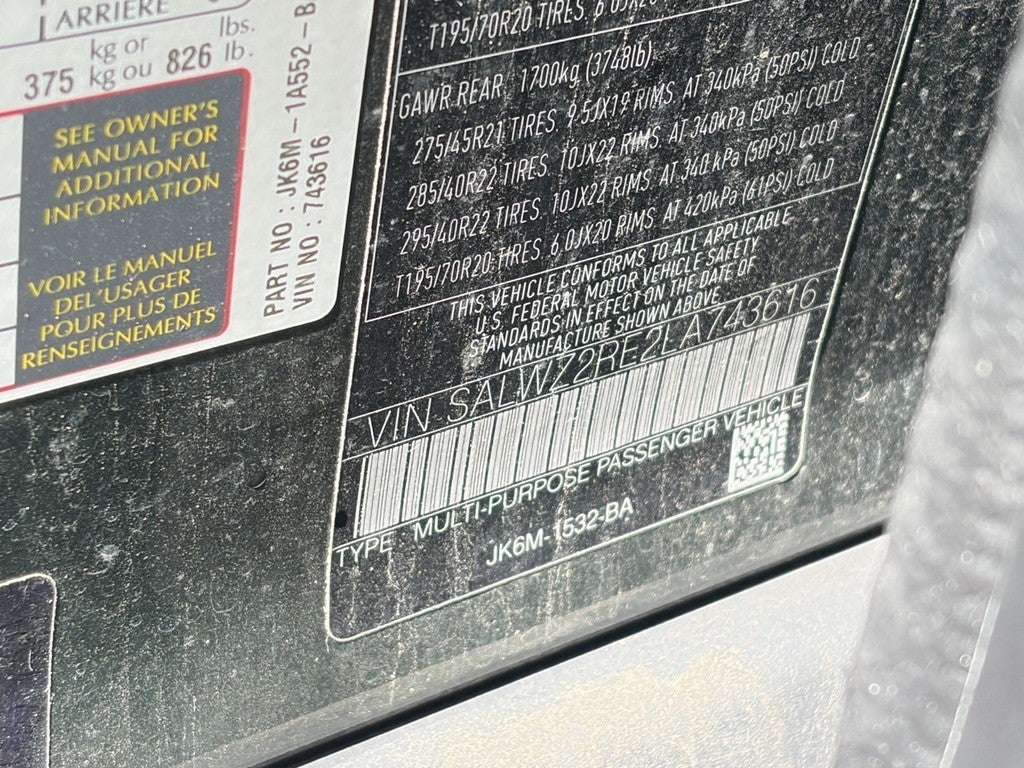 ARRIÈRE
kg or lbs.
375 kg ou 826 lb.
SEE OWNER'S
MANUAL FOR
ADDITIONAL
INFORMATION
VOIR LE MANUEL
DEL'USAGER
POUR PLUS DE
RENSEIGNEMENTS
PART NO : JK6M-1A552-B
VIN NO : 743616
T195/70R20 TIRES
GAWR REAR 1700kg (3748lb)
275/45R21 TIRES, 9.5JX19 RIMS AT 340kPa (50PSI) COLD
285/40R22 TIRES, 10JX22 RIMS AT 340kPa (50PSI) COLD
295/40R22 TIRES, 10JX22 RIMS AT 340kPa (50PSI) COLD
T195/70R20 TIRES, 6.0JX20 RIMS AT 420kPa (61PSI) COLD
THIS VEHICLE CONFORMS TO ALL APPLICABLE
U.S. FEDERAL MOTOR VEHICLE SAFETY
STANDARDS IN EFFECT ON THE DATE OF
MANUFACTURE SHOWN ABOVE.
VIN SALWZ2RE2LA743616
TYPE: MULTI-PURPOSE PASSENGER VEHICLE
JK6M-1532-BA